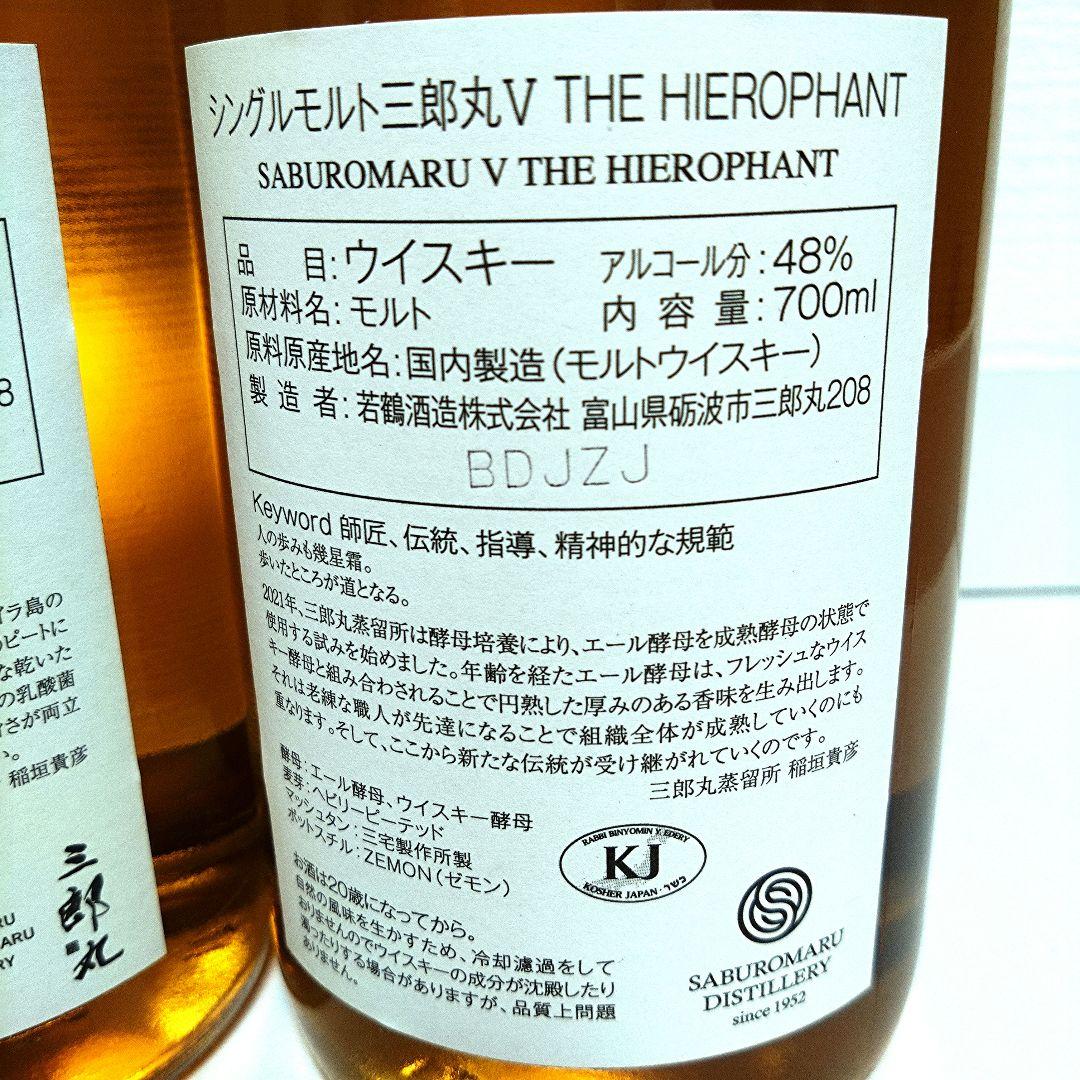 シングルモルト三郎丸V THE HIEROPHANT
SABUROMARU V THE HIEROPHANT
品 目:ウイスキー アルコール分:48%
原材料名:モルト 内容量:700ml
原料原産地名:国内製造(モルトウイスキー)
製造者:若鶴酒造株式会社 富山県砺波市三郎丸208
BDJZJ
Keyword 師匠、伝統、指導、精神的な規範
人の歩みも幾星霜。
歩いたところが道となる。
2021年、三郎丸蒸留所は酵母培養により、エール酵母を成熟酵母の状態で
使用する試みを始めました。年齢を経たエール酵母は、フレッシュなウイス
キー酵母と組み合わされることで円熟した厚みのある香味を生み出します。
それは老練な職人が先達になることで組織全体が成熟していくのにも
重なります。そして、ここから新たな伝統が受け継がれていくのです。
三郎丸蒸留所 稲垣貴彦
酵母:エール酵母、ウイスキー酵母
麦芽:ヘビリーピーテッド
マッシュタン:三宅製作所製
ポットスチル:ZEMON(ゼモン)
お酒は20歳になってから。
自然の風味を生かすため、冷却濾過をして
おりませんのでウイスキーの成分が沈殿したり
濁ったりする場合がありますが、品質上問題
ありません。
RABBI BINYOMIN Y. EDERY
KJ
KOSHER JAPAN · כשר
SABUROMARU
DISTILLERY
since 1952
8
イラ島の
のピートに
な乾いた
の乳酸菌
さが両立
い。
稲垣貴彦
三郎丸
RU
MARU
RY